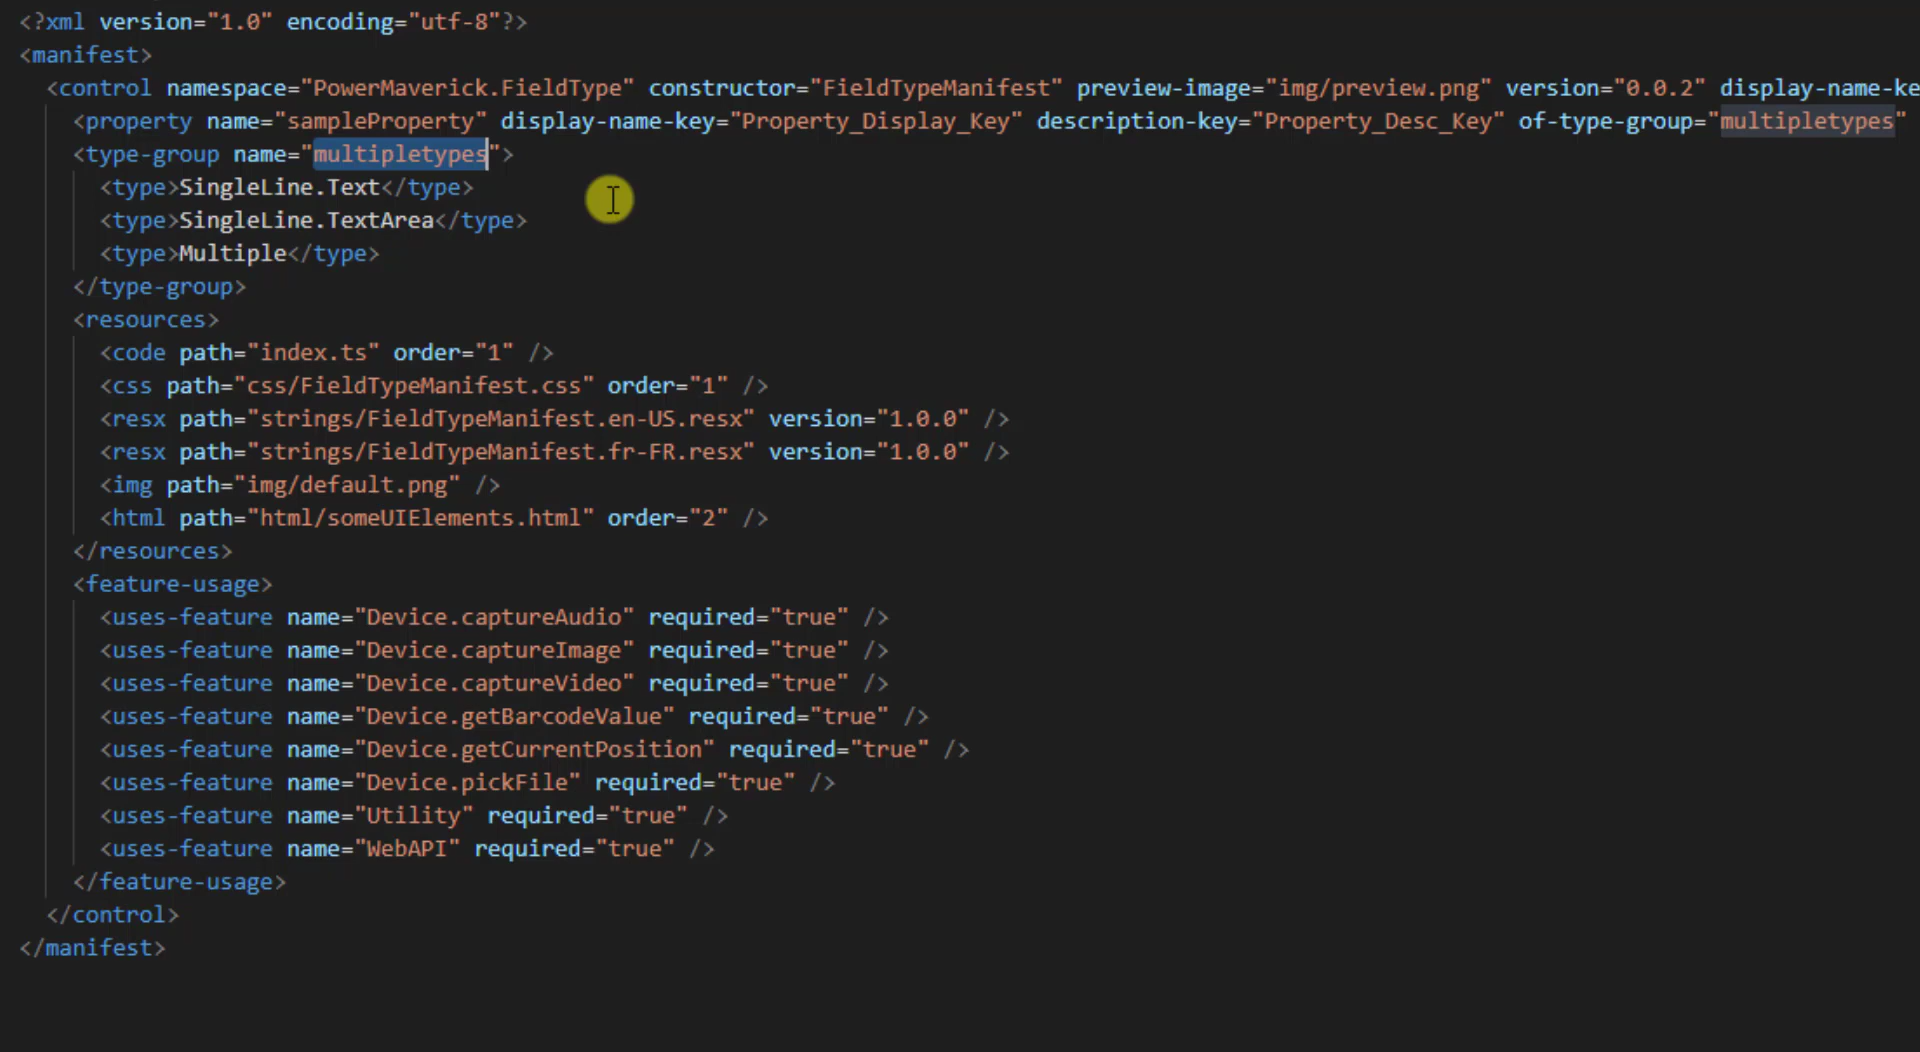 <?xml version="1.0" encoding="utf-8"?>
<manifest>
<control namespace="PowerMaverick.FieldType" constructor="FieldTypeManifest" preview-image="img/preview.png" version="0.0.2" display-name-ke
<property name="sampleProperty" display-name-key="Property_Display_Key" description-key="Property_Desc_Key" of-type-group="multipletypes"
<type-group name="multipletypes">
<type>SingleLine.Text</type>
<type>SingleLine.TextArea</type>
<type>Multiple</type>
</type-group>
<resources>
<code path="index.ts" order="1" />
<css path="css/FieldTypeManifest.css" order="1" />
<resx path="strings/FieldTypeManifest.en-US.resx" version="1.0.0" />
<resx path="strings/FieldTypeManifest.fr-FR.resx" version="1.0.0" />
<img path="img/default.png" />
<html path="html/someUIElements.html" order="2" />
</resources>
<feature-usage>
<uses-feature name="Device.captureAudio" required="true" />
<uses-feature name="Device.captureImage" required="true" />
<uses-feature name="Device.captureVideo" required="true" />
<uses-feature name="Device.getBarcodeValue" required="true" />
<uses-feature name="Device.getCurrentPosition" required="true" />
<uses-feature name="Device.pickFile" required="true" />
<uses-feature name="Utility" required="true" />
<uses-feature name="WebAPI" required="true" />
</feature-usage>
</control>
</manifest>